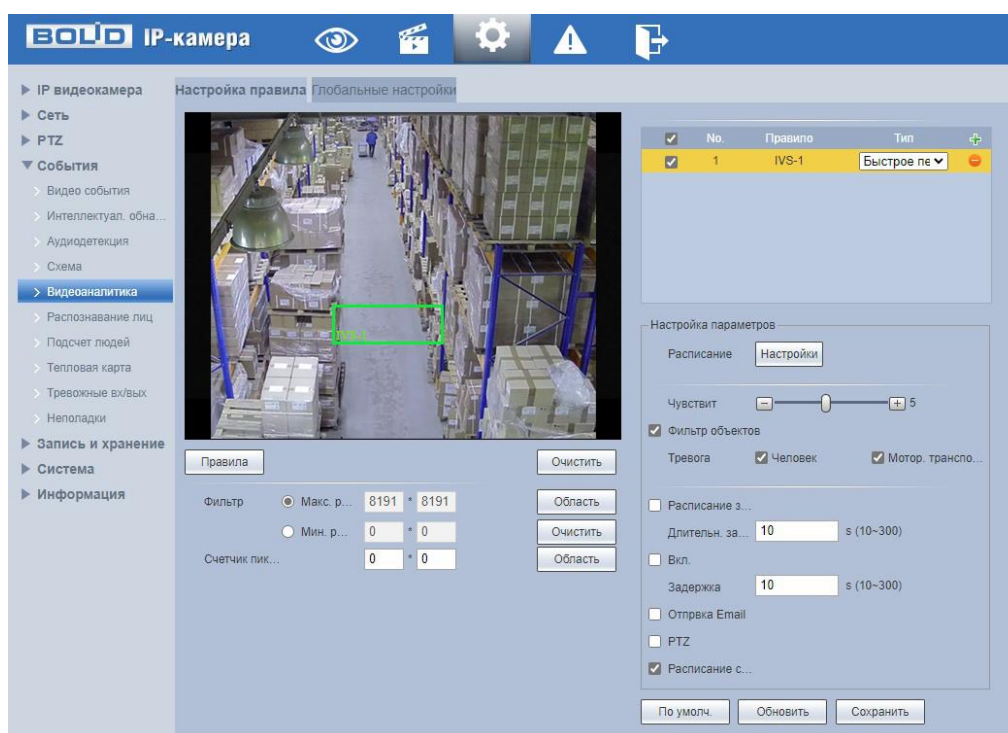 BOLID IP-камера
IP видеокамера
Сеть
PTZ
События
Видео события
Интеллектуал. обна...
Аудиодетекция
Схема
Видеоаналитика
Распознавание лиц
Подсчет людей
Тепловая карта
Тревожные вх/вых
Неполадки
Запись и хранение
Система
Информация
Настройка правила Глобальные настройки
IVS-1
Правила Очистить
Фильтр Макс. р... 8191 * 8191 Область
Мин. р... 0 * 0 Очистить
Счетчик пик... 0 * 0 Область
No. Правило Тип
1 IVS-1 Быстрое пе
Настройка параметров
Расписание Настройки
Чувствит 5
Фильтр объектов
Тревога Человек Мотор. транспо...
Расписание з...
Длительн. за... 10 s (10~300)
Вкл.
Задержка 10 s (10~300)
Отпрвка Email
PTZ
Расписание с...
По умолч. Обновить Сохранить